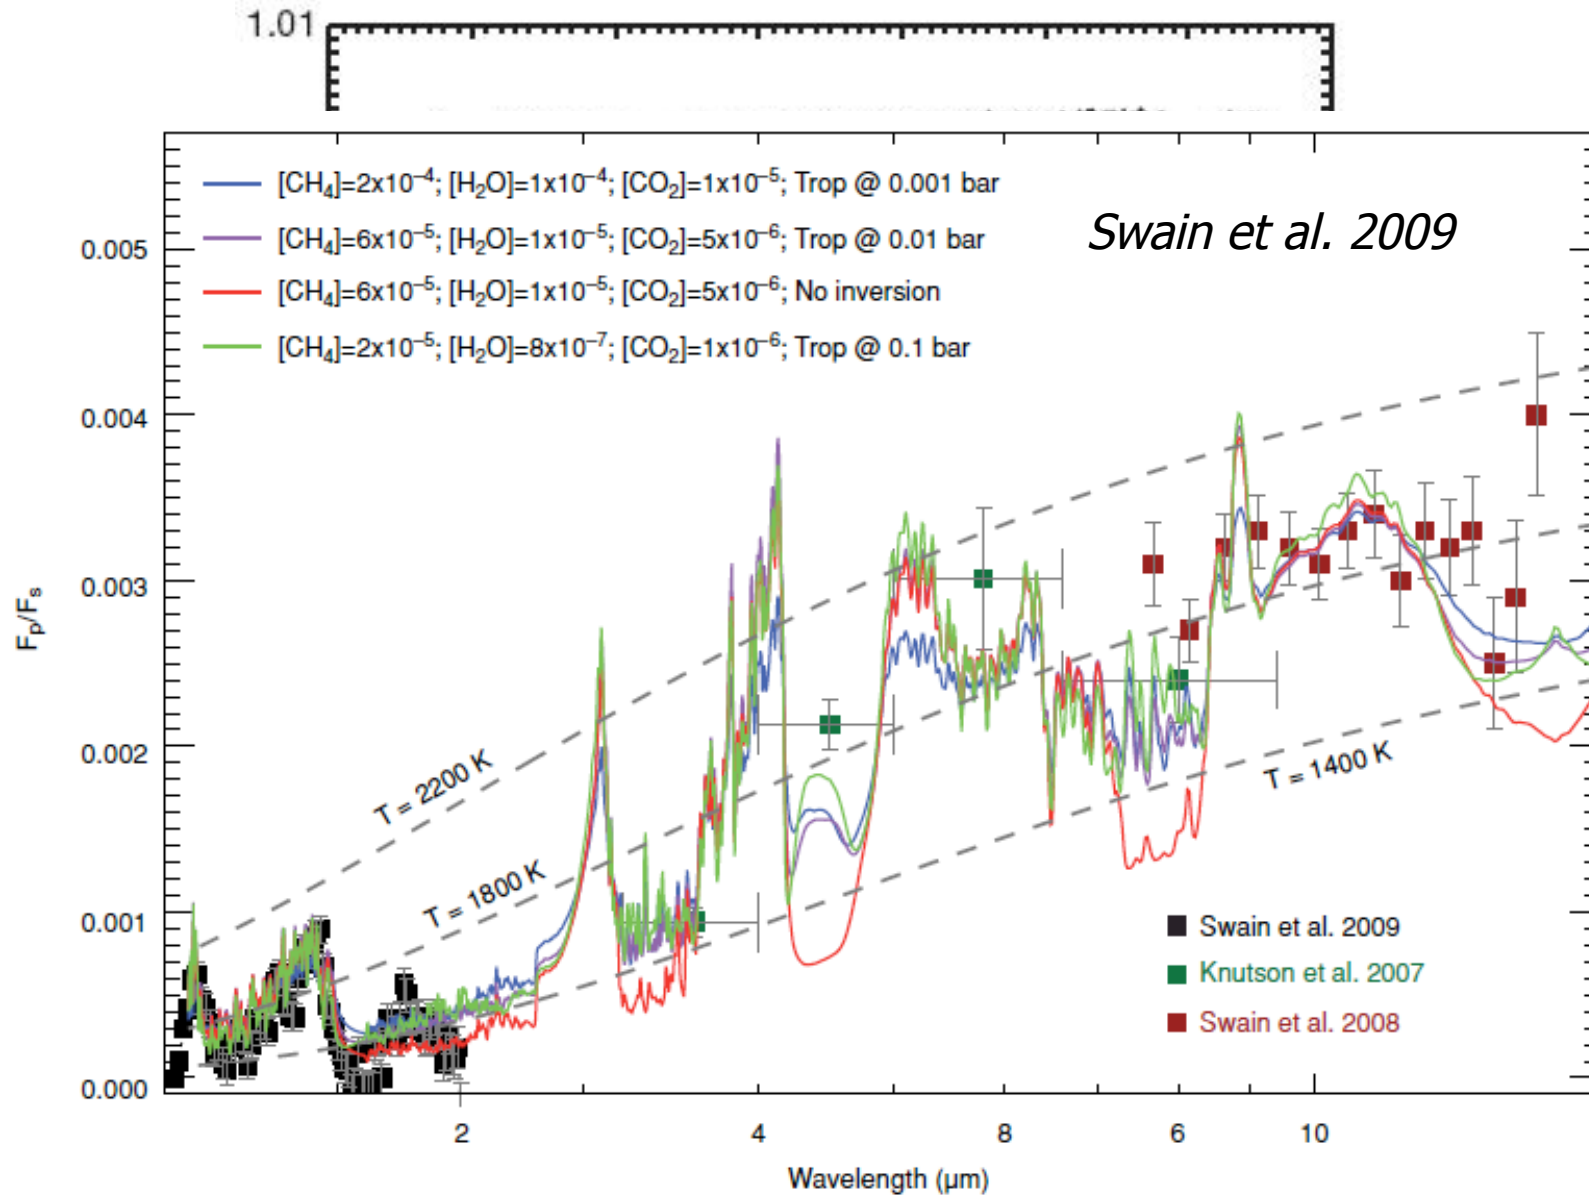 1.01
[CH₄]=2x10⁻⁴; [H₂O]=1x10⁻⁴; [CO₂]=1x10⁻⁵; Trop @ 0.001 bar
[CH₄]=6x10⁻⁵; [H₂O]=1x10⁻⁵; [CO₂]=5x10⁻⁶; Trop @ 0.01 bar
Swain et al. 2009
[CH₄]=6x10⁻⁵; [H₂O]=1x10⁻⁵; [CO₂]=5x10⁻⁶; No inversion
[CH₄]=2x10⁻⁵; [H₂O]=8x10⁻⁷; [CO₂]=1x10⁻⁶; Trop @ 0.1 bar
0.005
0.004
0.003
0.002
0.001
0.000
Fₚ/Fₛ
T = 2200 K
T = 1800 K
T = 1400 K
Swain et al. 2009
Knutson et al. 2007
Swain et al. 2008
2 4 8 6 10
Wavelength (μm)